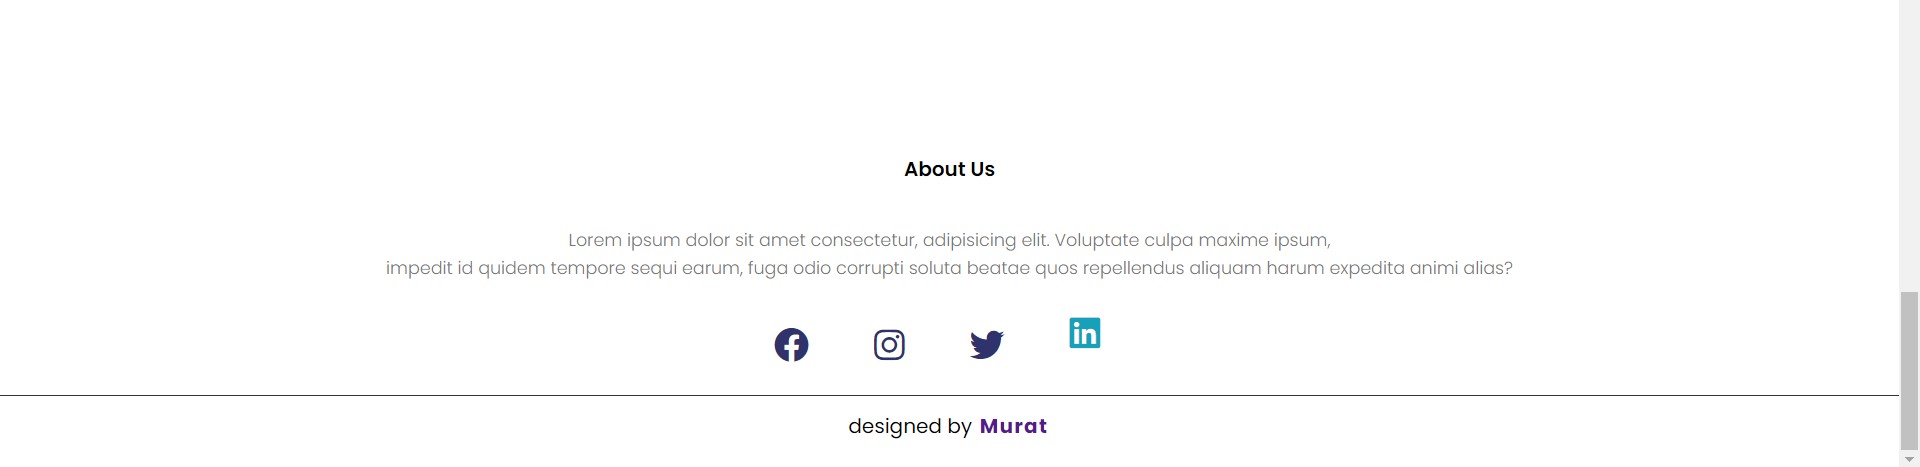 About Us
Lorem ipsum dolor sit amet consectetur, adipisicing elit. Voluptate culpa maxime ipsum,
impedit id quidem tempore sequi earum, fuga odio corrupti soluta beatae quos repellendus aliquam harum expedita animi alias?
designed by Murat